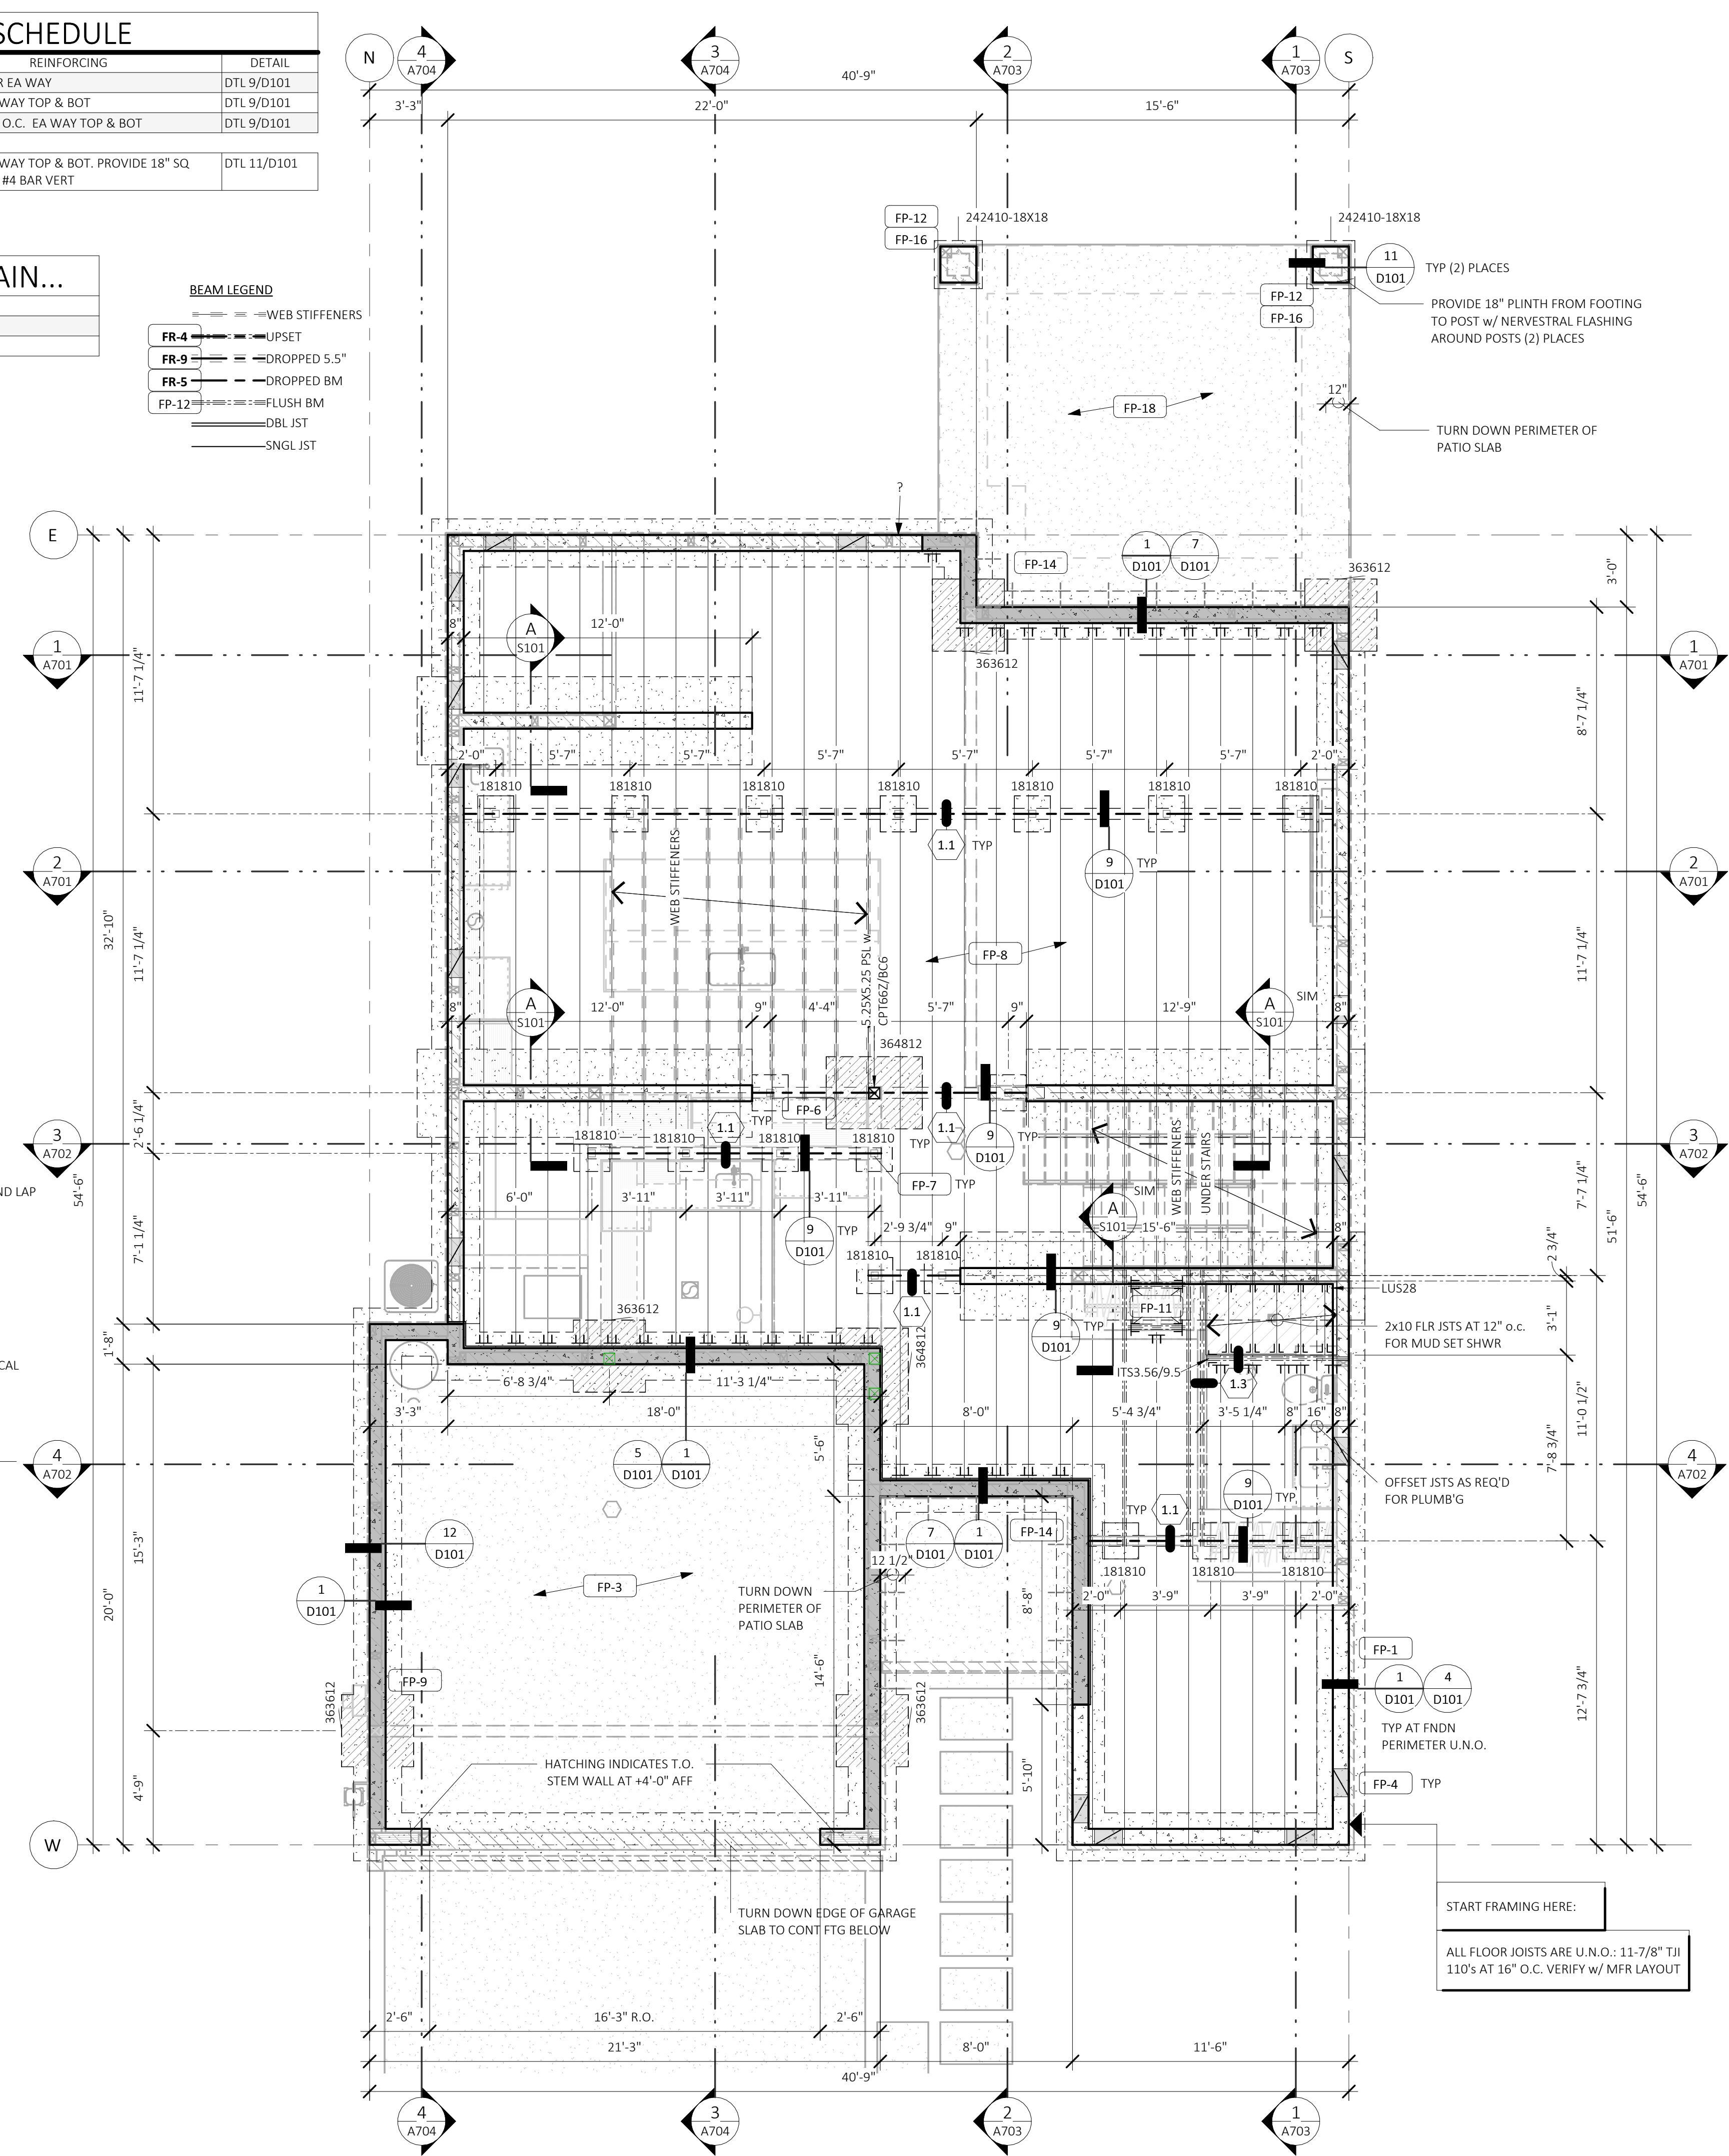 SCHEDULE
REINFORCING
DETAIL
R EA WAY
DTL 9/D101
WAY TOP & BOT
DTL 9/D101
O.C. EA WAY TOP & BOT
DTL 9/D101
WAY TOP & BOT. PROVIDE 18" SQ
#4 BAR VERT
DTL 11/D101
AIN...
BEAM LEGEND
WEB STIFFENERS
FR-4
UPSET
FR-9
DROPPED 5.5"
FR-5
DROPPED BM
FP-12
FLUSH BM
DBL JST
SNGL JST
N
4
A704
3
A704
2
A703
1
A703
S
40'-9"
3'-3"
22'-0"
15'-6"
FP-12
FP-16
242410-18X18
242410-18X18
11
D101
TYP (2) PLACES
FP-12
FP-16
PROVIDE 18" PLINTH FROM FOOTING
TO POST w/ NERVESTRAL FLASHING
AROUND POSTS (2) PLACES
12"
FP-18
TURN DOWN PERIMETER OF
PATIO SLAB
?
E
FP-14
1
D101
7
D101
363612
3'-0"
8"
12'-0"
A
S101
363612
1
A701
1
A701
11'-7 1/4"
8'-7 1/4"
2'-0"
5'-7"
5'-7"
5'-7"
5'-7"
5'-7"
5'-7"
2'-0"
181810
181810
181810
181810
181810
181810
181810
1.1
TYP
9
D101
TYP
2
A701
2
A701
WEB STIFFENERS
32'-10"
11'-7 1/4"
11'-7 1/4"
FP-8
5.25X5.25 PSL w
CPT66Z/BC6
8"
A
S101
12'-0"
9"
4'-4"
5'-7"
9"
12'-9"
A
S101
SIM
8"
364812
FP-6
1.1
TYP
1.1
TYP
9
D101
TYP
2'-6 1/4"
3
A702
3
A702
181810
181810
181810
181810
WEB STIFFENERS
UNDER STAIRS
FP-7
TYP
ND LAP
54'-6"
6'-0"
3'-11"
3'-11"
3'-11"
7'-7 1/4"
54'-6"
51'-6"
SIM
A
S101
15'-6"
8"
9
D101
TYP
2'-9 3/4"
9"
7'-1 1/4"
181810
181810
2 3/4"
1.1
LUS28
FP-11
363612
364812
9
D101
TYP
2x10 FLR JSTS AT 12" o.c.
FOR MUD SET SHWR
3'-1"
1'-8"
CAL
ITS3.56/9.5
1.3
6'-8 3/4"
11'-3 1/4"
3'-3"
18'-0"
8'-0"
5'-4 3/4"
3'-5 1/4"
8"
16"
8"
11'-0 1/2"
7'-8 3/4"
5'-6"
4
A702
4
A702
5
D101
1
D101
OFFSET JSTS AS REQ'D
FOR PLUMB'G
9
D101
TYP
TYP
1.1
12
D101
7
D101
1
D101
FP-14
12 1/2"
15'-3"
181810
181810
181810
1
D101
FP-3
TURN DOWN
PERIMETER OF
PATIO SLAB
2'-0"
3'-9"
3'-9"
2'-0"
20'-0"
8'-8"
14'-6"
FP-1
FP-9
1
D101
4
D101
363612
363612
TYP AT FNDN
PERIMETER U.N.O.
12'-7 3/4"
HATCHING INDICATES T.O.
STEM WALL AT +4'-0" AFF
4'-9"
5'-10"
FP-4
TYP
W
START FRAMING HERE:
TURN DOWN EDGE OF GARAGE
SLAB TO CONT FTG BELOW
ALL FLOOR JOISTS ARE U.N.O.: 11-7/8" TJI
110's AT 16" O.C. VERIFY w/ MFR LAYOUT
2'-6"
16'-3" R.O.
2'-6"
21'-3"
8'-0"
11'-6"
40'-9"
4
A704
3
A704
2
A703
1
A703